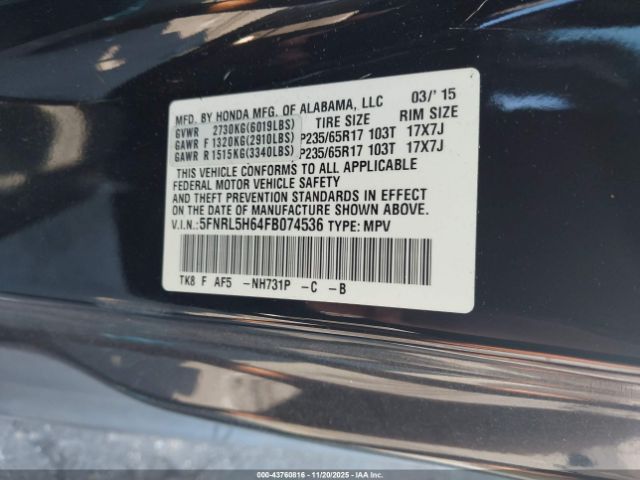 MFD. BY HONDA MFG. OF ALABAMA, LLC 03/' 15
GVWR 2730KG(6019LBS) TIRE SIZE RIM SIZE
GAWR F 1320KG(2910LBS) P235/65R17 103T 17X7J
GAWR R 1515KG(3340LBS) P235/65R17 103T 17X7J
THIS VEHICLE CONFORMS TO ALL APPLICABLE
FEDERAL MOTOR VEHICLE SAFETY
AND THEFT PREVENTION STANDARDS IN EFFECT
ON THE DATE OF MANUFACTURE SHOWN ABOVE.
V.I.N.:5FNRL5H64FB074536 TYPE: MPV
TK8 F AF5 -NH731P -C -B
000-43760816 - 11/20/2025 - IAAI.COM